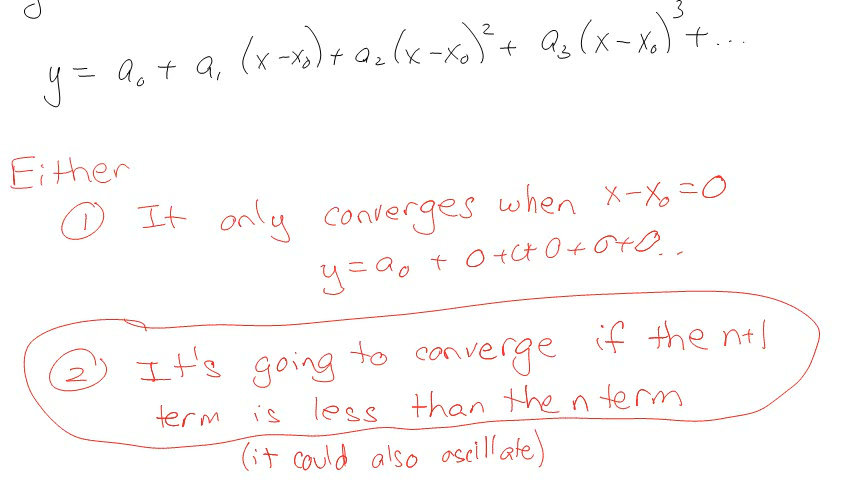 y = a₀ + a₁ (x-x₀) + a₂ (x-x₀)² + a₃ (x-x₀)³ + ...
Either
① It only converges when x-x₀=0
y = a₀ + 0+0+0+0+0...
② It's going to converge if the n+1
term is less than the n term
(it could also oscillate)